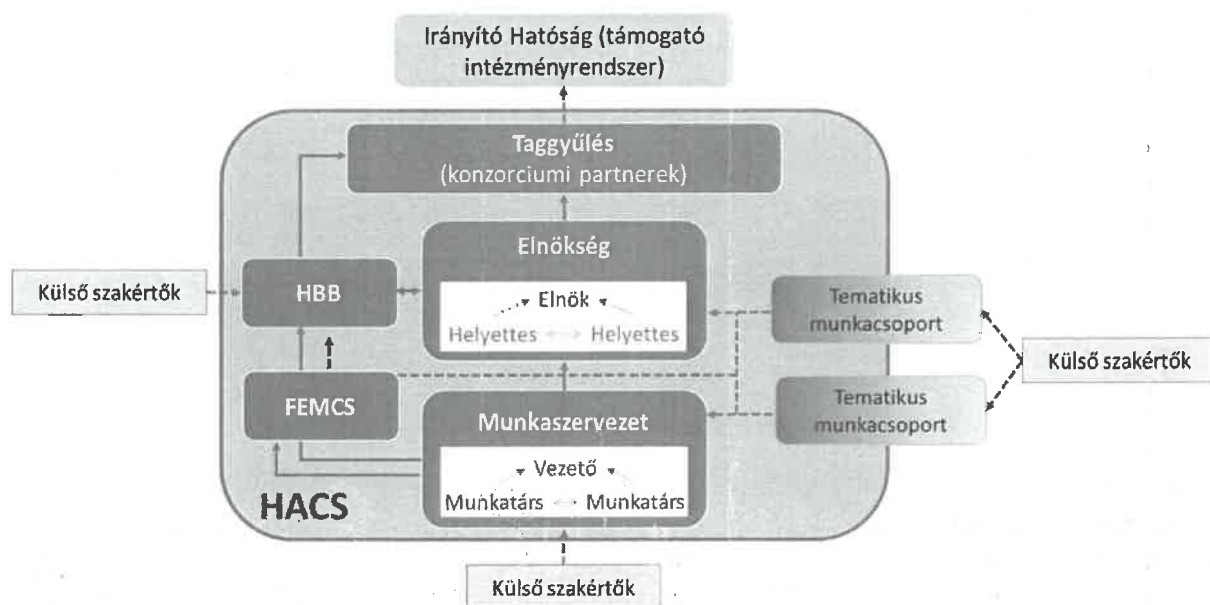 Irányító Hatóság (támogató
intézményrendszer)
Taggyűlés
(konzorciumi partnerek)
Elnökség
Külső szakértők
HBB
Elnök
Helyettes
Helyettes
Tematikus
munkacsoport
Külső szakértők
FEMCS
Munkaszervezet
Tematikus
munkacsoport
Vezető
Munkatárs
Munkatárs
HACS
Külső szakértők